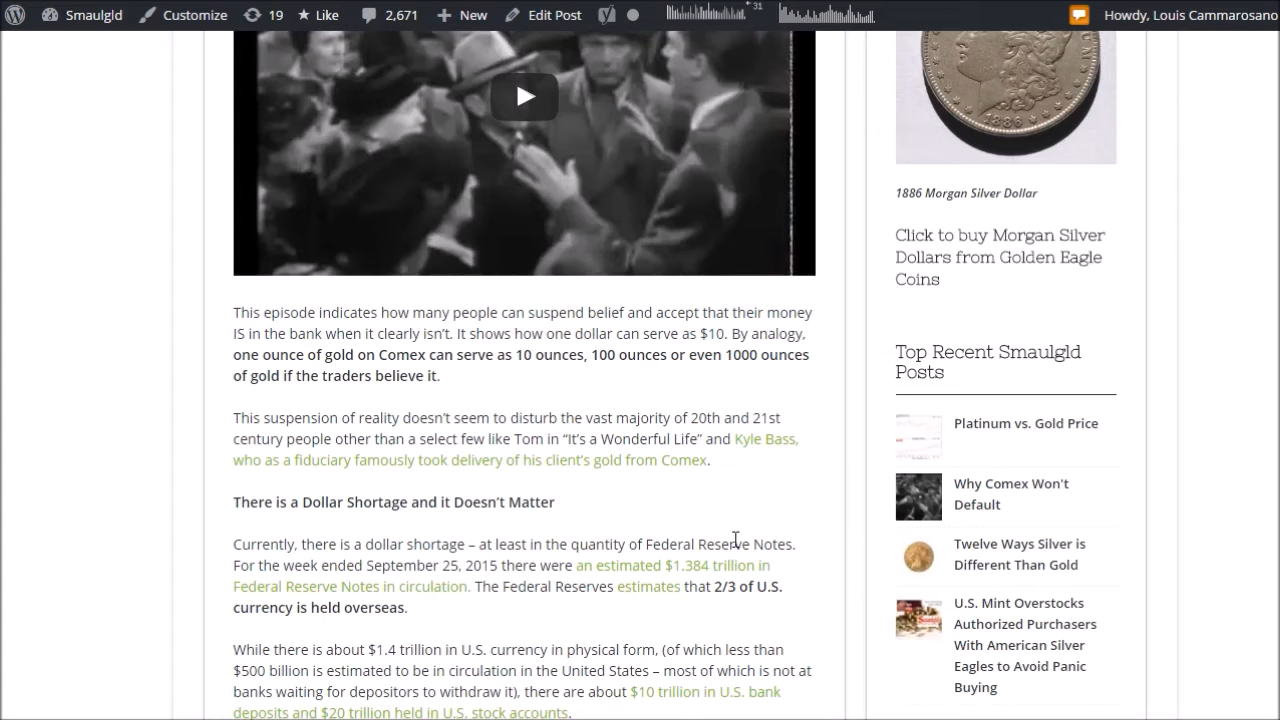 Smaulgld Customize 19 Like 2,671 New Edit Post 31 Howdy, Louis Cammarosano
This episode indicates how many people can suspend belief and accept that their money
IS in the bank when it clearly isn’t. It shows how one dollar can serve as $10. By analogy,
one ounce of gold on Comex can serve as 10 ounces, 100 ounces or even 1000 ounces
of gold if the traders believe it.
This suspension of reality doesn’t seem to disturb the vast majority of 20th and 21st
century people other than a select few like Tom in “It’s a Wonderful Life” and Kyle Bass,
who as a fiduciary famously took delivery of his client’s gold from Comex.
There is a Dollar Shortage and it Doesn’t Matter
Currently, there is a dollar shortage – at least in the quantity of Federal Reserve Notes.
For the week ended September 25, 2015 there were an estimated $1.384 trillion in
Federal Reserve Notes in circulation. The Federal Reserves estimates that 2/3 of U.S.
currency is held overseas.
While there is about $1.4 trillion in U.S. currency in physical form, (of which less than
$500 billion is estimated to be in circulation in the United States – most of which is not at
banks waiting for depositors to withdraw it), there are about $10 trillion in U.S. bank
deposits and $20 trillion held in U.S. stock accounts.
1886
1886 Morgan Silver Dollar
Click to buy Morgan Silver
Dollars from Golden Eagle
Coins
Top Recent Smaulgld
Posts
Platinum vs. Gold Price
Why Comex Won't
Default
Twelve Ways Silver is
Different Than Gold
U.S. Mint Overstocks
Authorized Purchasers
With American Silver
Eagles to Avoid Panic
Buying